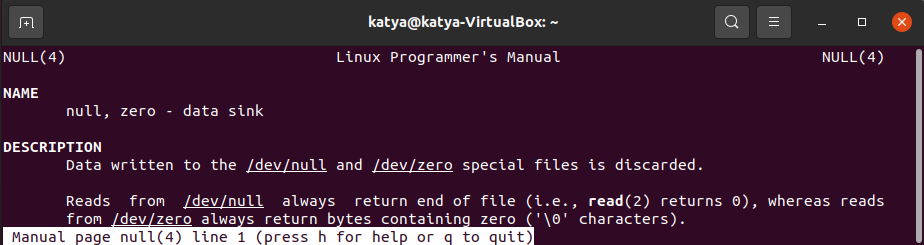 katya@katya-VirtualBox: ~
NULL(4) Linux Programmer's Manual NULL(4)
NAME
null, zero - data sink
DESCRIPTION
Data written to the /dev/null and /dev/zero special files is discarded.
Reads from /dev/null always return end of file (i.e., read(2) returns 0), whereas reads
from /dev/zero always return bytes containing zero ('\0' characters).
Manual page null(4) line 1 (press h for help or q to quit)